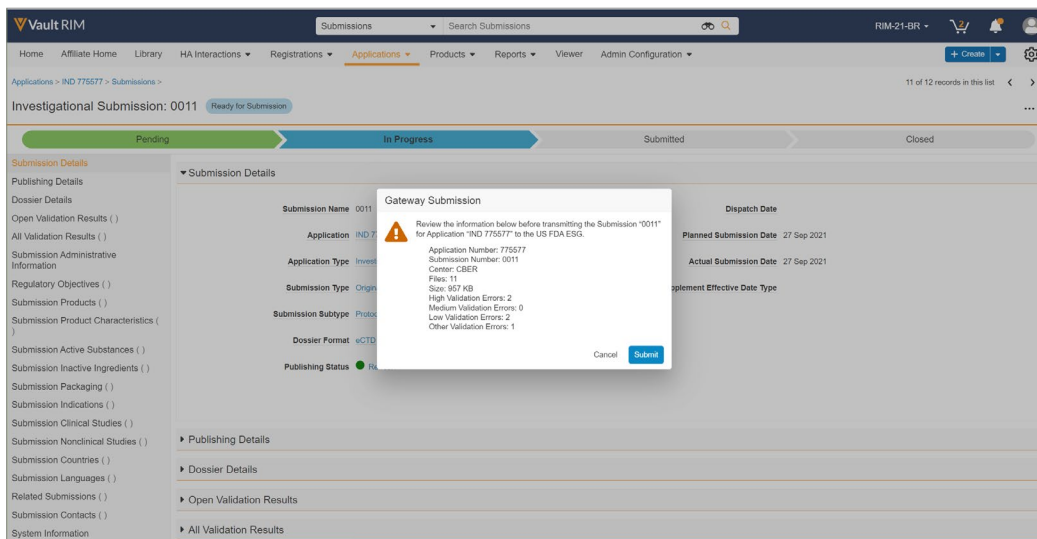 Vault RIM
Submissions
Search Submissions
RIM-21-BR
2
Home
Affiliate Home
Library
HA Interactions
Registrations
Applications
Products
Reports
Viewer
Admin Configuration
+ Create
Applications > IND 775577 > Submissions >
11 of 12 records in this list
Investigational Submission: 0011
Ready for Submission
Pending
In Progress
Submitted
Closed
Submission Details
Publishing Details
Dossier Details
Open Validation Results ( )
All Validation Results ( )
Submission Administrative
Information
Regulatory Objectives ( )
Submission Products ( )
Submission Product Characteristics (
)
Submission Active Substances ( )
Submission Inactive Ingredients ( )
Submission Packaging ( )
Submission Indications ( )
Submission Clinical Studies ( )
Submission Nonclinical Studies ( )
Submission Countries ( )
Submission Languages ( )
Related Submissions ( )
Submission Contacts ( )
System Information
Submission Details
Submission Name 0011
Application IND 7
Application Type Invest
Submission Type Origin
Submission Subtype Protoc
Dossier Format eCTD
Publishing Status
Dispatch Date
Planned Submission Date 27 Sep 2021
Actual Submission Date 27 Sep 2021
pplement Effective Date Type
Gateway Submission
Review the information below before transmitting the Submission "0011"
for Application "IND 775577" to the US FDA ESG.
Application Number: 775577
Submission Number: 0011
Center: CBER
Files: 11
Size: 957 KB
High Validation Errors: 2
Medium Validation Errors: 0
Low Validation Errors: 2
Other Validation Errors: 1
Cancel
Submit
Publishing Details
Dossier Details
Open Validation Results
All Validation Results